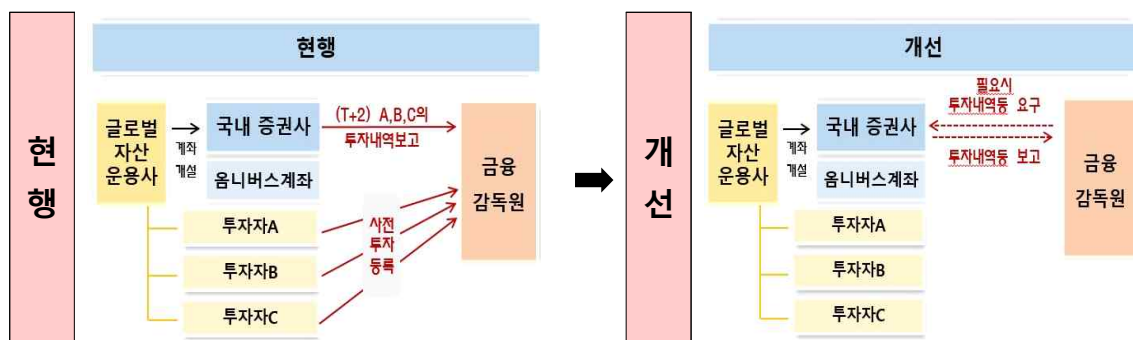 현
행
현행
글로벌
자산
운용사
계좌
개설
국내 증권사
옴니버스계좌
(T+2) A,B,C의
투자내역보고
금융
감독원
투자자A
투자자B
투자자C
사전
투자
등록
개
선
개선
글로벌
자산
운용사
계좌
개설
국내 증권사
옴니버스계좌
필요시
투자내역등 요구
투자내역등 보고
금융
감독원
투자자A
투자자B
투자자C